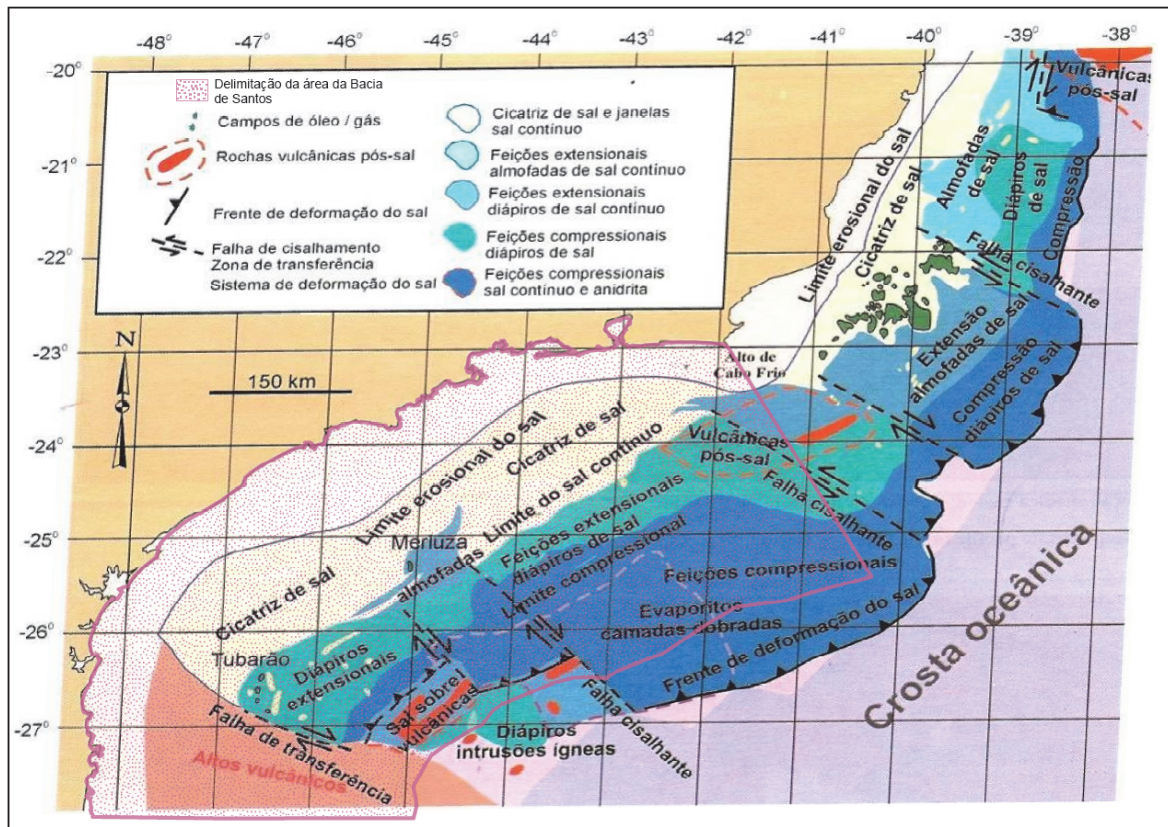 -48° -47° -46° -45° -44° -43° -42° -41° -40° -39° -38°
-20°
-21°
-22°
-23°
-24°
-25°
-26°
-27°
Delimitação da área da Bacia
de Santos
Campos de óleo / gás
Rochas vulcânicas pós-sal
Frente de deformação do sal
Falha de cisalhamento
Zona de transferência
Sistema de deformação do sal
Cicatriz de sal e janelas
sal contínuo
Feições extensionais
almofadas de sal contínuo
Feições extensionais
diápiros de sal contínuo
Feições compressionais
diápiros de sal
Feições compressionais
sal contínuo e anidrita
N
150 km
Vulcânicas
pós-sal
Almofadas
de sal
Diápiros
de sal
Compressão
Limite erosional do sal
Cicatriz de sal
Falha cisalhante
Extensão
almofadas de sal
Compressão
diápiros de sal
Alto de
Cabo Frio
Vulcânicas
pós-sal
Falha cisalhante
Limite erosional do sal
Cicatriz de sal
Limite do sal contínuo
almofadas
Merluza
Feições extensionais
diápiros de sal
Limite compressional
Feições compressionais
Evaporitos
camadas dobradas
Frente de deformação do sal
Crosta oceânica
Cicatriz de sal
Tubarão
Diápiros
extensionais
Sal sobre
vulcânicas
Falha de transferência
Altos vulcânicos
Diápiros
intrusões ígneas
Falha cisalhante